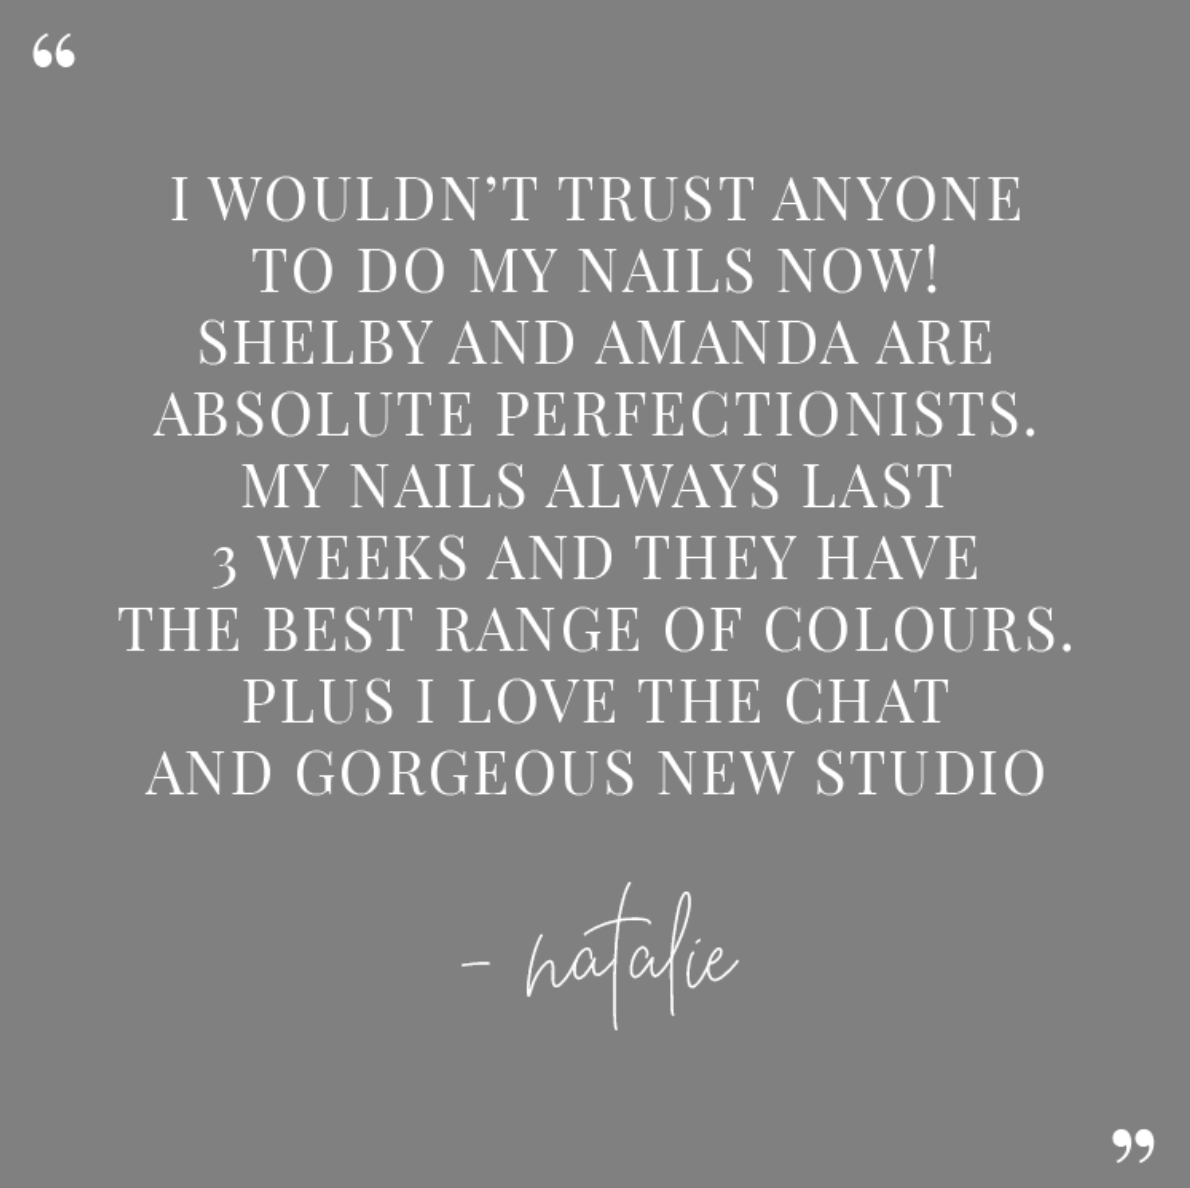 “
I WOULDN’T TRUST ANYONE
TO DO MY NAILS NOW!
SHELBY AND AMANDA ARE
ABSOLUTE PERFECTIONISTS.
MY NAILS ALWAYS LAST
3 WEEKS AND THEY HAVE
THE BEST RANGE OF COLOURS.
PLUS I LOVE THE CHAT
AND GORGEOUS NEW STUDIO
- natalie
”